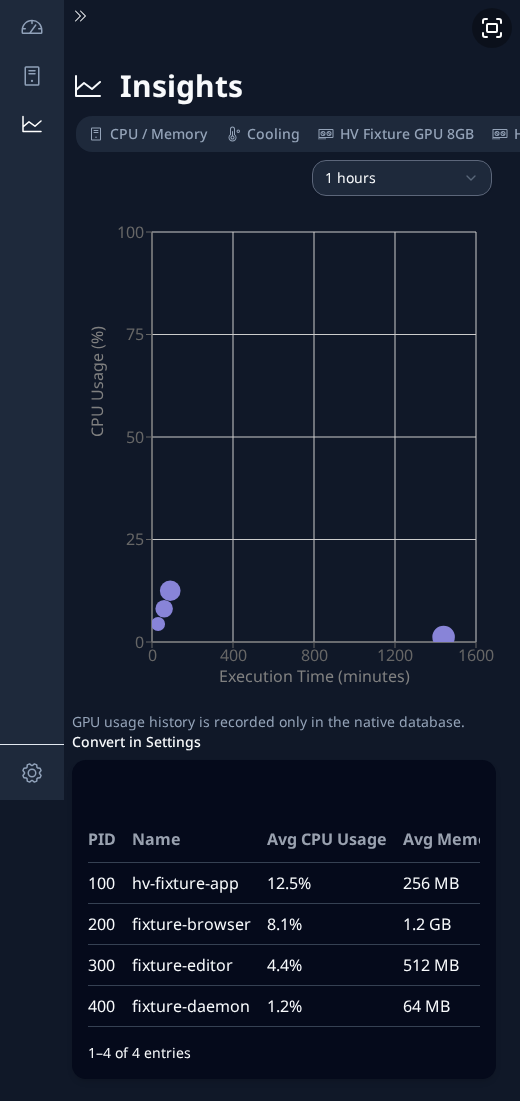 Insights
CPU / Memory Cooling HV Fixture GPU 8GB H
1 hours
100
75
50
25
0
CPU Usage (%)
0 400 800 1200 1600
Execution Time (minutes)
GPU usage history is recorded only in the native database.
Convert in Settings
PID Name Avg CPU Usage Avg Mem
100 hv-fixture-app 12.5% 256 MB
200 fixture-browser 8.1% 1.2 GB
300 fixture-editor 4.4% 512 MB
400 fixture-daemon 1.2% 64 MB
1–4 of 4 entries